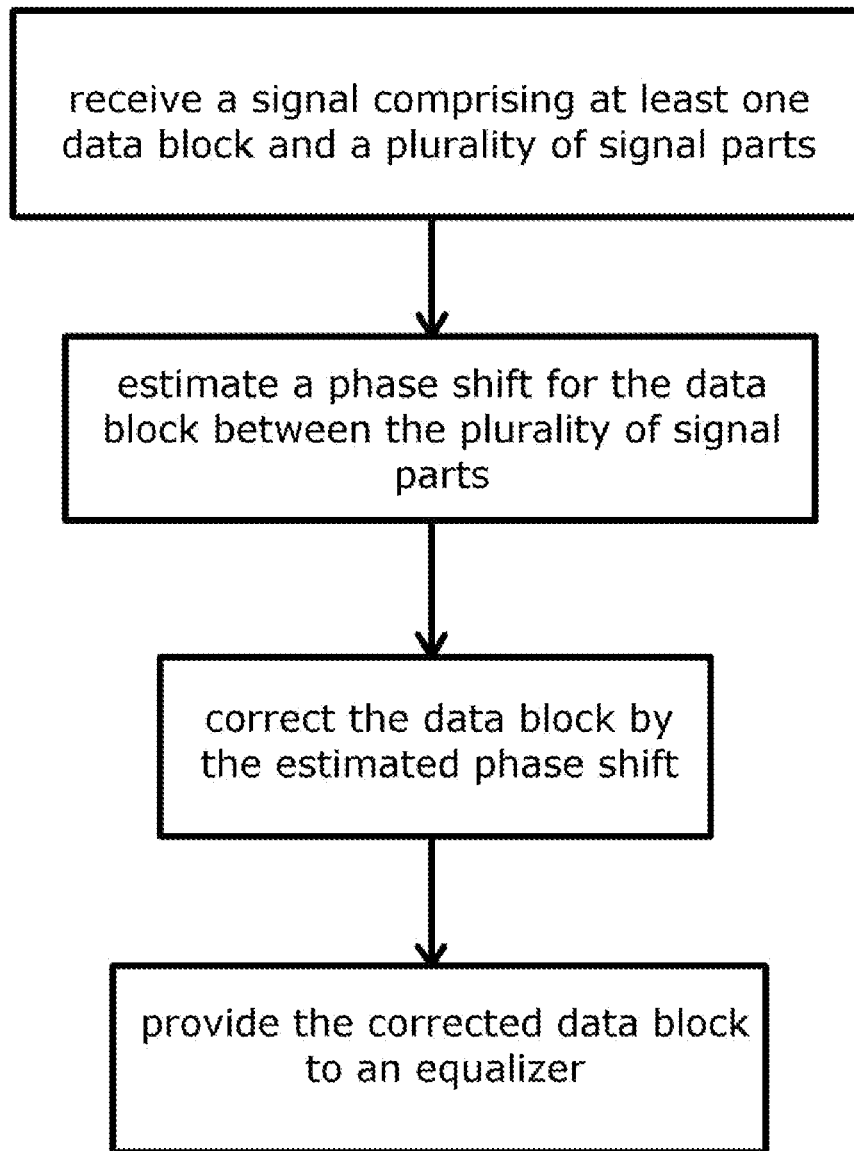 receive a signal comprising at least one
data block and a plurality of signal parts
estimate a phase shift for the data
block between the plurality of signal
parts
correct the data block by
the estimated phase shift
provide the corrected data block
to an equalizer